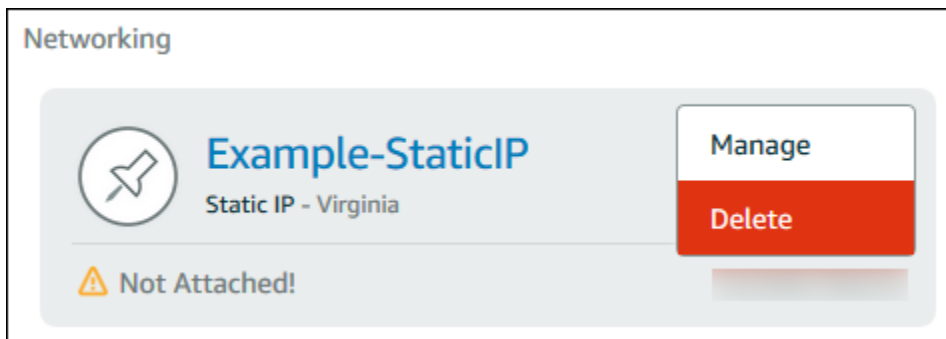 Networking
Example-StaticIP
Manage
Static IP - Virginia
Delete
Not Attached!